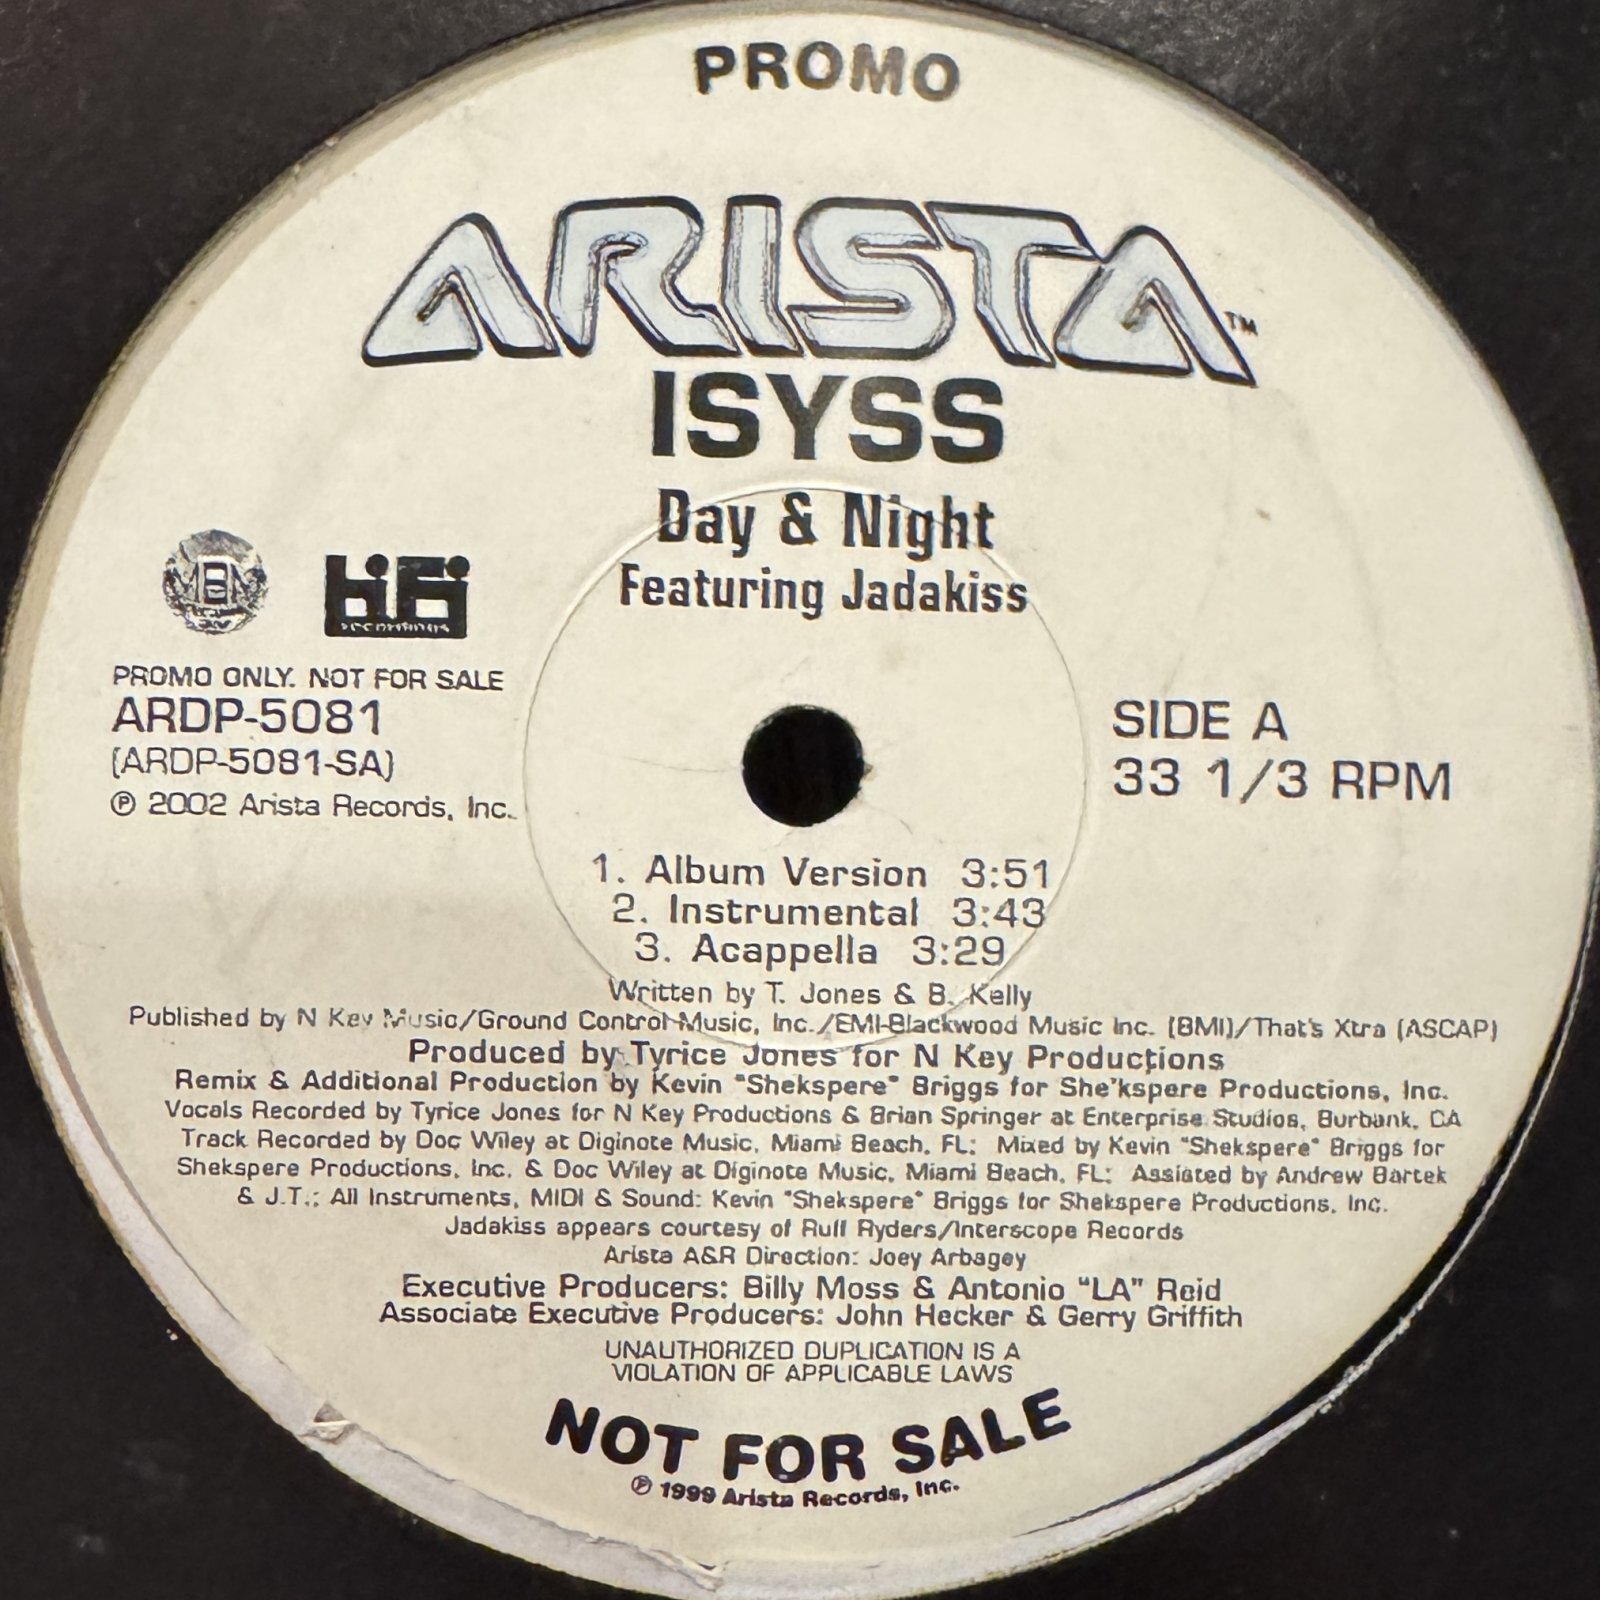 PROMO
ARISTA™
ISYSS
Day & Night
Featuring Jadakiss
PROMO ONLY. NOT FOR SALE
ARDP-5081
(ARDP-5081-SA)
℗ 2002 Arista Records, Inc.
SIDE A
33 1/3 RPM
1. Album Version 3:51
2. Instrumental 3:43
3. Acappella 3:29
Written by T. Jones & B. Kelly
Published by N Key Music/Ground Control Music, Inc./EMI-Blackwood Music Inc. (BMI)/That's Xtra (ASCAP)
Produced by Tyrice Jones for N Key Productions
Remix & Additional Production by Kevin "Shekspere" Briggs for She'kspere Productions, Inc.
Vocals Recorded by Tyrice Jones for N Key Productions & Brian Springer at Enterprise Studios, Burbank, CA
Track Recorded by Doc Wiley at Diginote Music, Miami Beach, FL; Mixed by Kevin "Shekspere" Briggs for
Shekspere Productions, Inc. & Doc Wiley at Diginote Music, Miami Beach, FL; Assisted by Andrew Bartek
& J.T.; All Instruments, MIDI & Sound: Kevin "Shekspere" Briggs for Shekspere Productions, Inc.
Jadakiss appears courtesy of Ruff Ryders/Interscope Records
Arista A&R Direction: Joey Arbagey
Executive Producers: Billy Moss & Antonio "LA" Reid
Associate Executive Producers: John Hecker & Gerry Griffith
UNAUTHORIZED DUPLICATION IS A
VIOLATION OF APPLICABLE LAWS
NOT FOR SALE
℗ 1999 Arista Records, Inc.